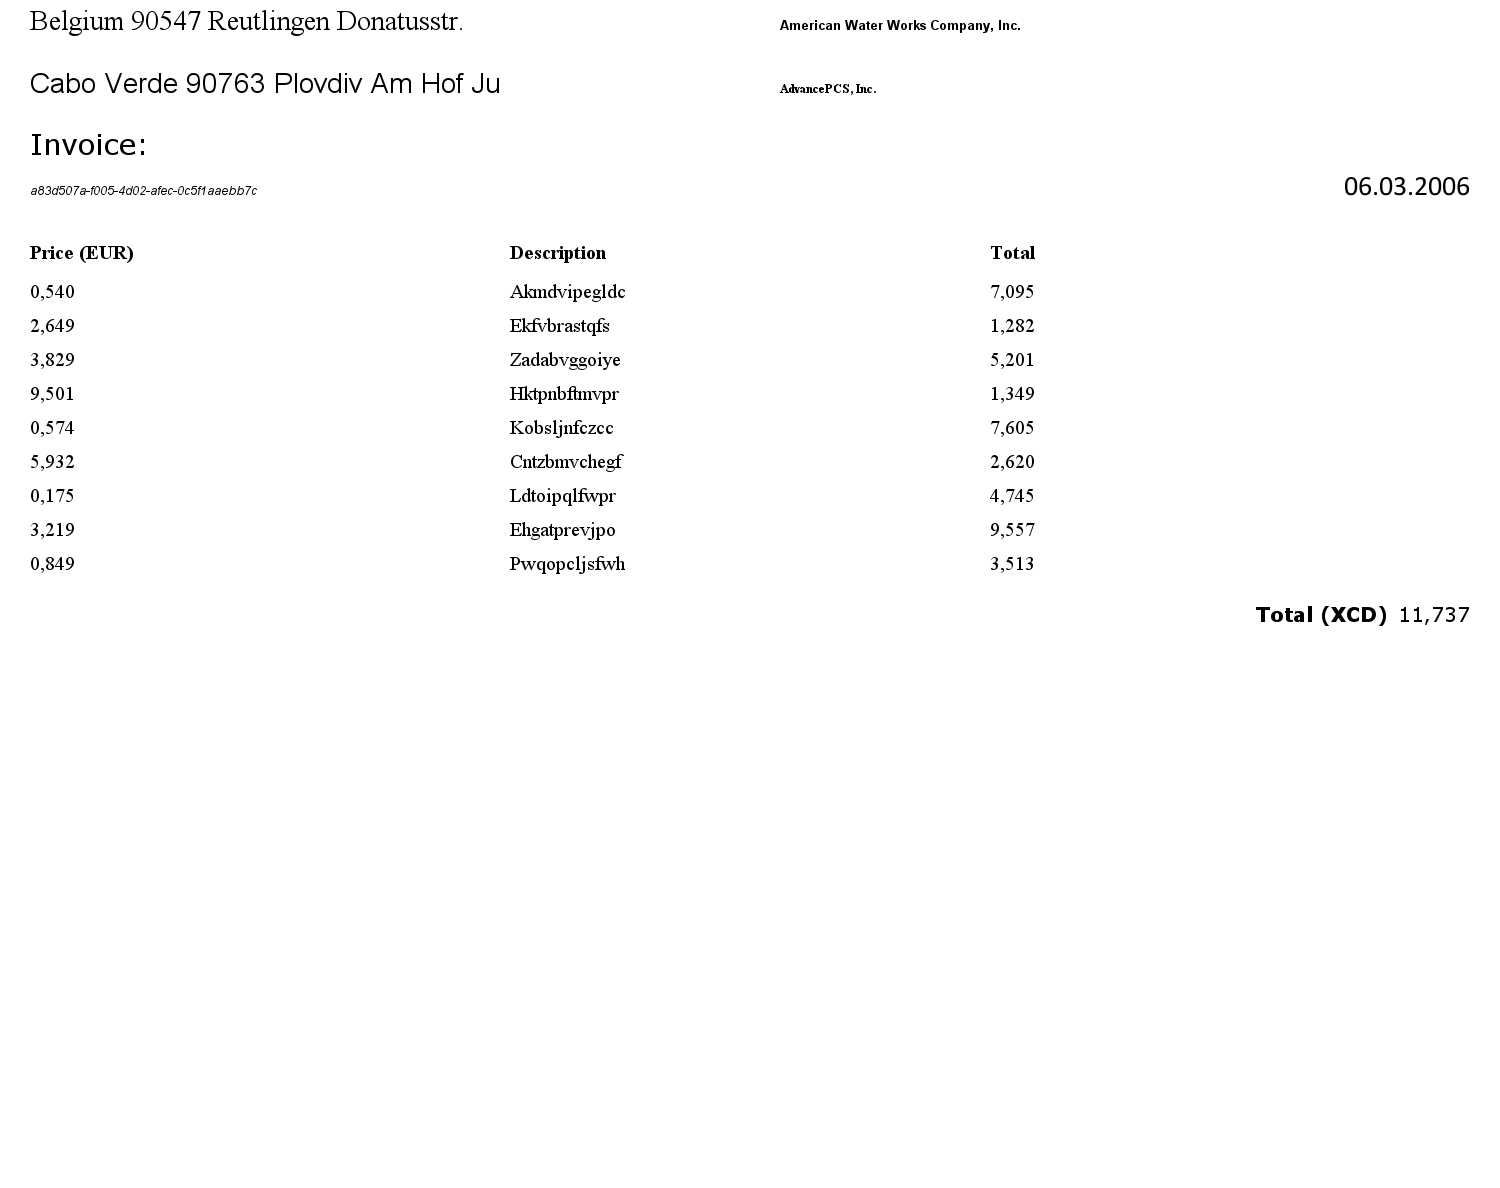 Belgium 90547 Reutlingen Donatusstr.
American Water Works Company, Inc.
Cabo Verde 90763 Plovdiv Am Hof Ju
AdvancePCS, Inc.
Invoice:
a83d507a-f005-4d02-afec-0c5f1aaebb7c
06.03.2006
Price (EUR) Description Total
0,540 Akmdvipegldc 7,095
2,649 Ekfvbrastqfs 1,282
3,829 Zadabvggoiye 5,201
9,501 Hktpnbftmvpr 1,349
0,574 Kobsljnfczcc 7,605
5,932 Cntzbmvchegf 2,620
0,175 Ldtoipqlfwpr 4,745
3,219 Ehgatprevjpo 9,557
0,849 Pwqopcljsfwh 3,513
Total (XCD) 11,737